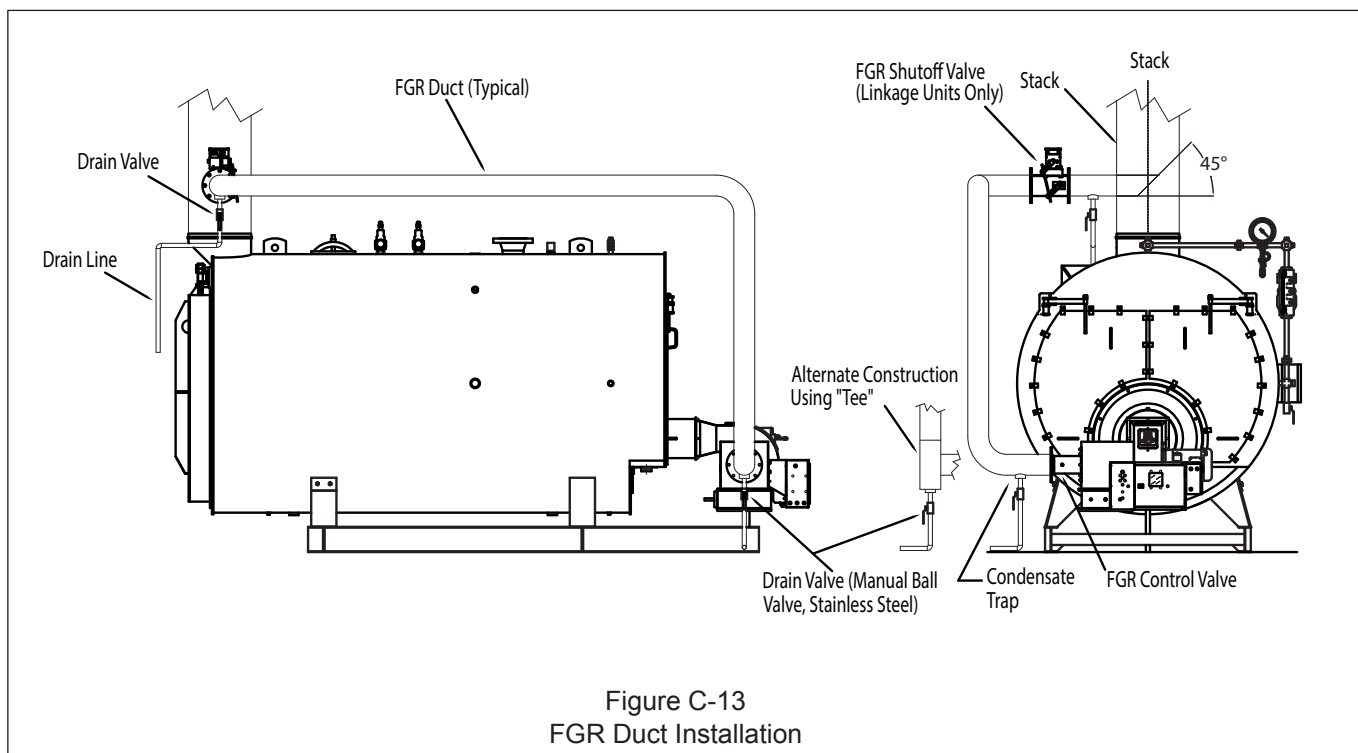 Stack
FGR Shutoff Valve
(Linkage Units Only)
Stack
FGR Duct (Typical)
Drain Valve
45°
Drain Line
Alternate Construction
Using "Tee"
Drain Valve (Manual Ball
Valve, Stainless Steel)
Condensate
Trap
FGR Control Valve
Figure C-13
FGR Duct Installation